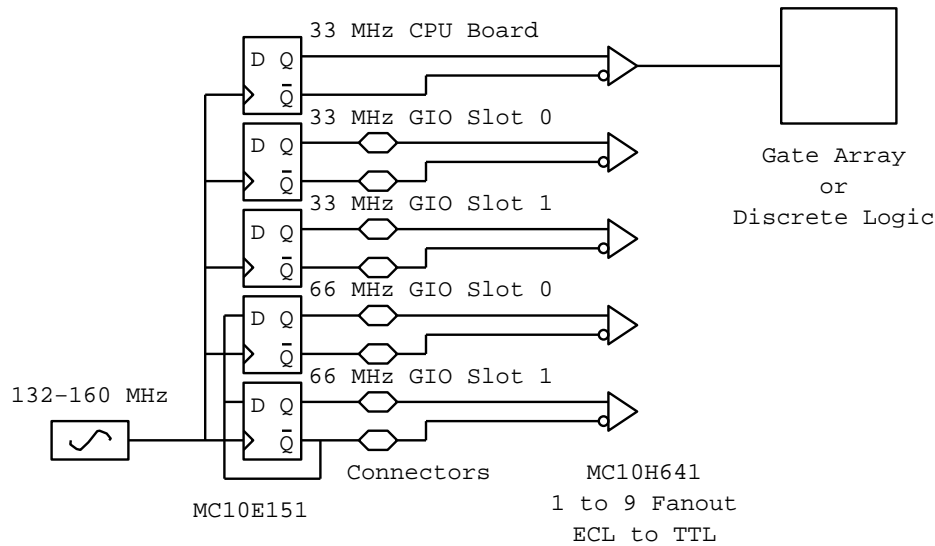 33 MHz CPU Board
D Q
Q̅
33 MHz GIO Slot 0
D Q
Q̅
Gate Array
or
Discrete Logic
33 MHz GIO Slot 1
D Q
Q̅
66 MHz GIO Slot 0
D Q
Q̅
66 MHz GIO Slot 1
132–160 MHz
D Q
Q̅
Connectors
MC10E151
MC10H641
1 to 9 Fanout
ECL to TTL